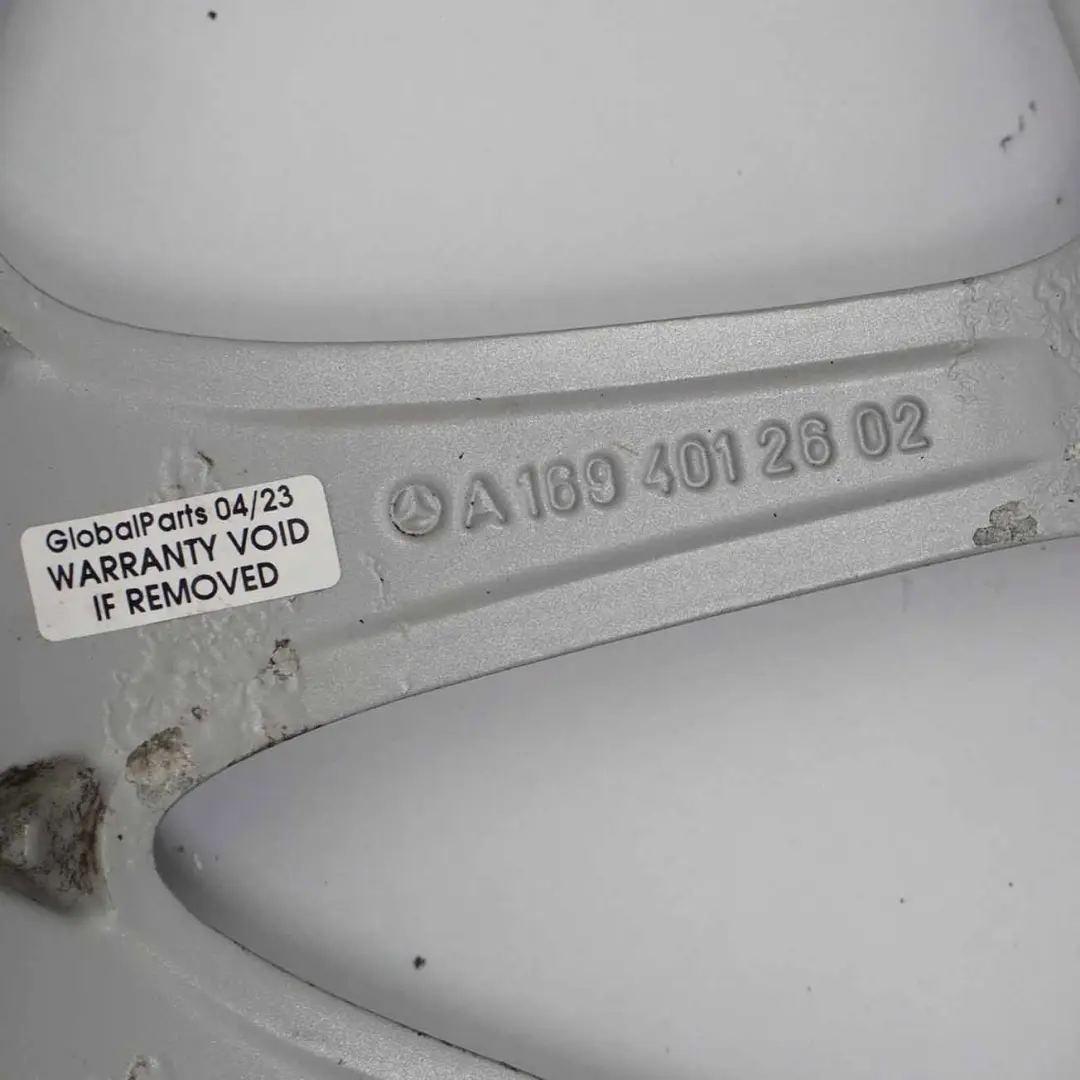 GlobalParts 04/23
WARRANTY VOID
IF REMOVED
A 169 401 26 02